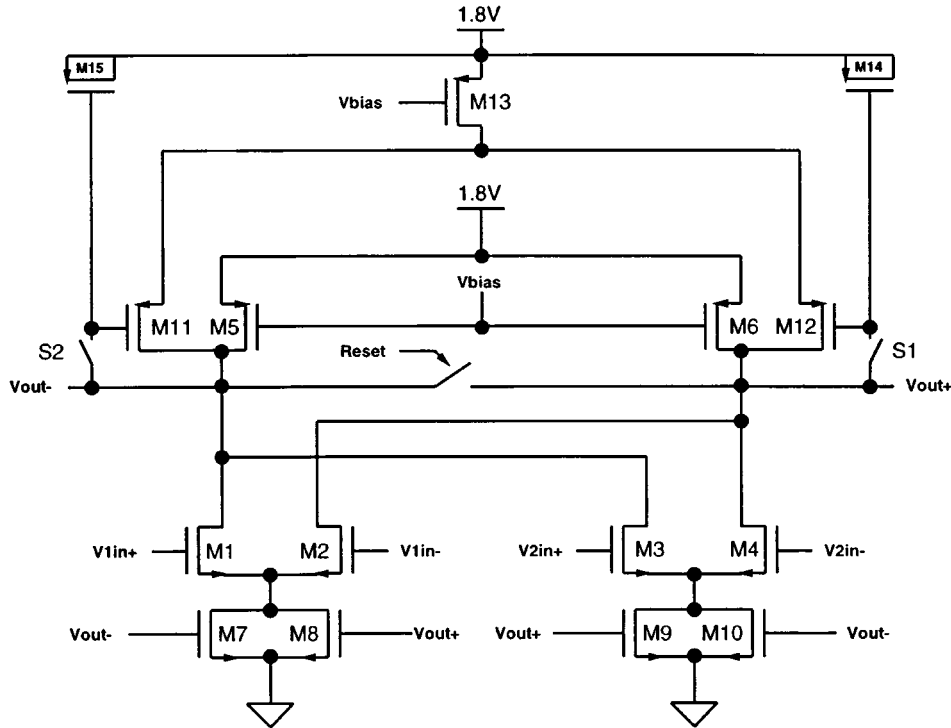 1.8V
M15
M14
Vbias
M13
1.8V
Vbias
M11
M5
M6
M12
S2
Reset
S1
Vout-
Vout+
V1in+
M1
M2
V1in-
V2in+
M3
M4
V2in-
Vout-
M7
M8
Vout+
Vout+
M9
M10
Vout-